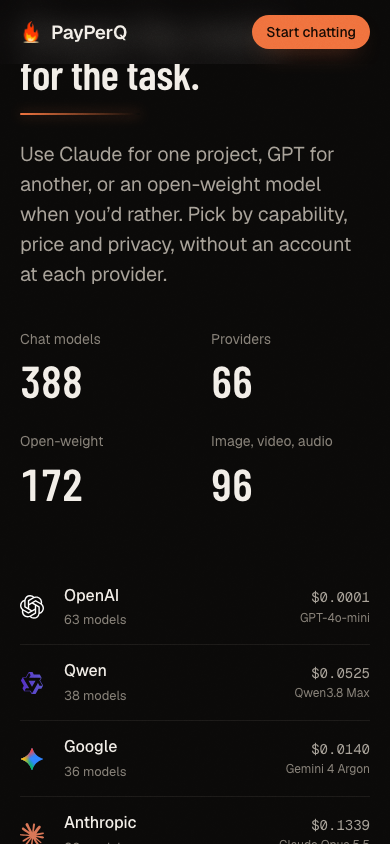 PayPerQ
Start chatting
for the task.
Use Claude for one project, GPT for
another, or an open-weight model
when you’d rather. Pick by capability,
price and privacy, without an account
at each provider.
Chat models
Providers
388
66
Open-weight
Image, video, audio
172
96
OpenAI
$0.0001
63 models
GPT-4o-mini
Qwen
$0.0525
38 models
Qwen3.8 Max
Google
$0.0140
36 models
Gemini 4 Argon
Anthropic
$0.1339